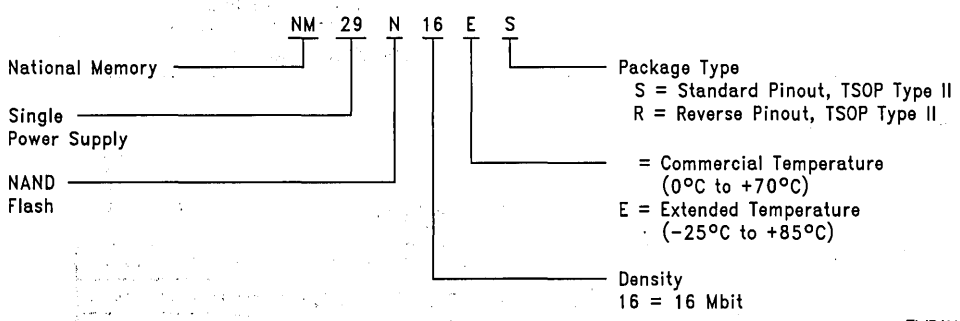 NM 29 N 16 E S
National Memory
Single
Power Supply
NAND
Flash
Package Type
S = Standard Pinout, TSOP Type II
R = Reverse Pinout, TSOP Type II
= Commercial Temperature
(0°C to +70°C)
E = Extended Temperature
(-25°C to +85°C)
Density
16 = 16 Mbit